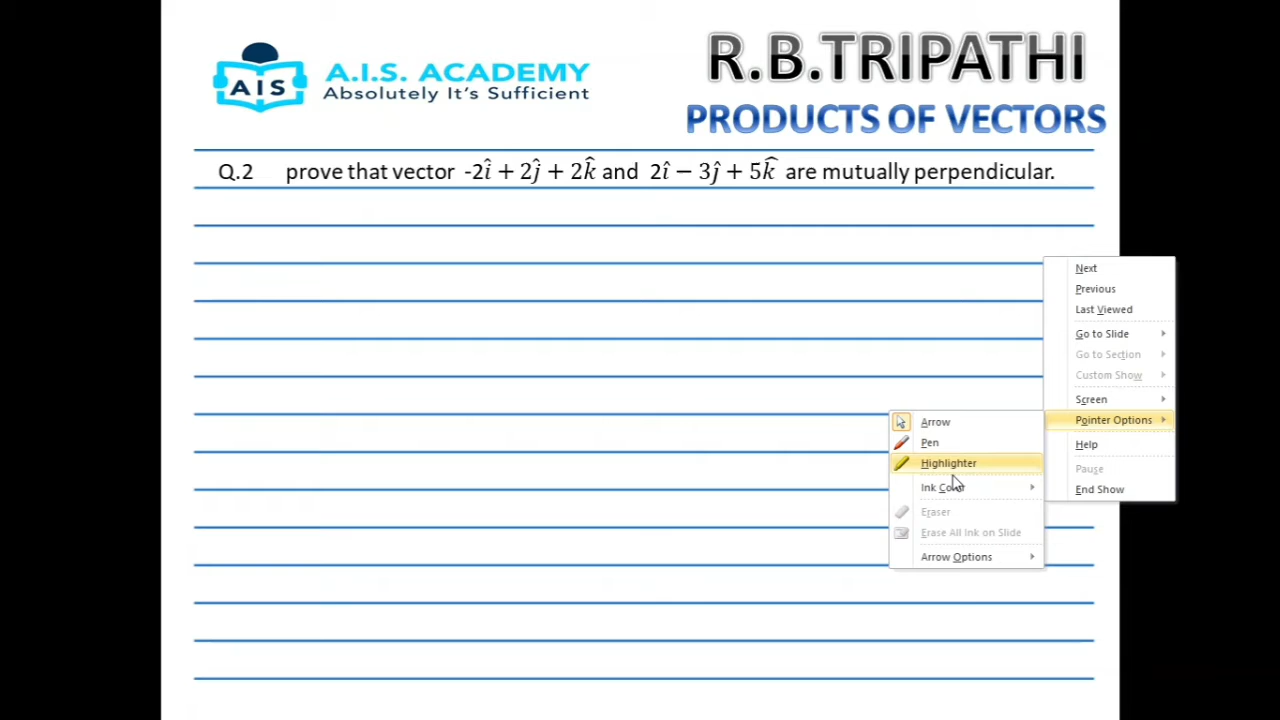 A.I.S. ACADEMY
Absolutely It's Sufficient
AIS
R.B.TRIPATHI
PRODUCTS OF VECTORS
Q.2 prove that vector -2î + 2ĵ + 2k̂ and 2î − 3ĵ + 5k̂ are mutually perpendicular.
Next
Previous
Last Viewed
Go to Slide
Go to Section
Custom Show
Screen
Pointer Options
Help
Pause
End Show
Arrow
Pen
Highlighter
Ink
Eraser
Erase All Ink on Slide
Arrow Options